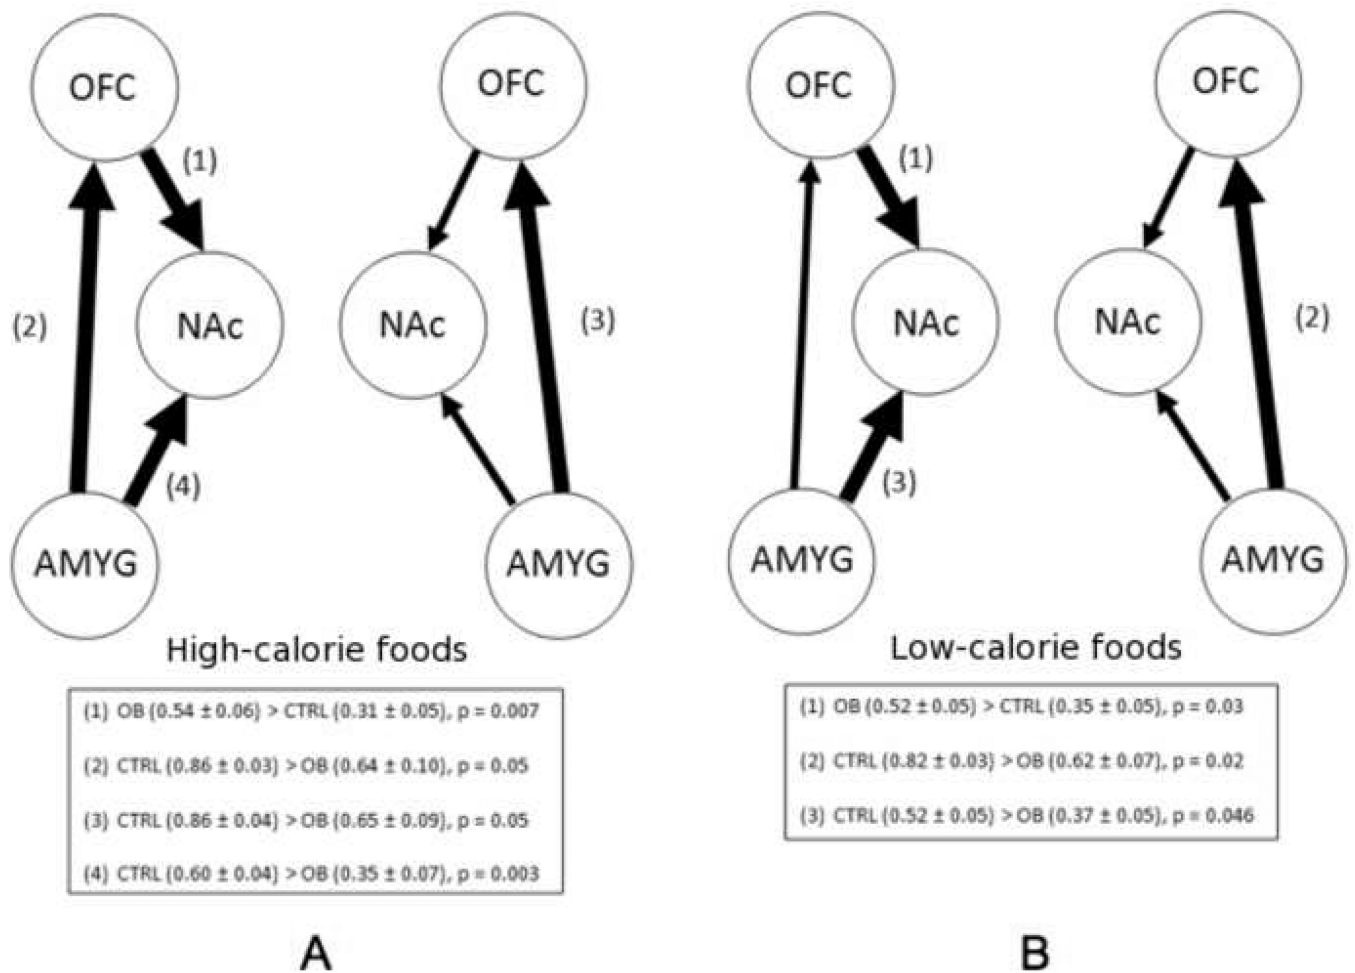 OFC
OFC
(1)
NAc
NAc
(2)
(3)
(4)
AMYG
AMYG
High-calorie foods
(1) OB (0.54 ± 0.06) > CTRL (0.31 ± 0.05), p = 0.007
(2) CTRL (0.86 ± 0.03) > OB (0.64 ± 0.10), p = 0.05
(3) CTRL (0.86 ± 0.04) > OB (0.65 ± 0.09), p = 0.05
(4) CTRL (0.60 ± 0.04) > OB (0.35 ± 0.07), p = 0.003
A
OFC
OFC
(1)
NAc
NAc
(2)
(3)
AMYG
AMYG
Low-calorie foods
(1) OB (0.52 ± 0.05) > CTRL (0.35 ± 0.05), p = 0.03
(2) CTRL (0.82 ± 0.03) > OB (0.62 ± 0.07), p = 0.02
(3) CTRL (0.52 ± 0.05) > OB (0.37 ± 0.05), p = 0.046
B